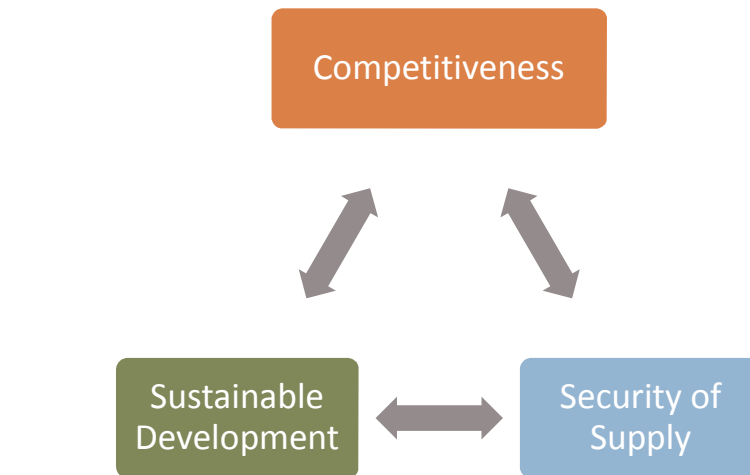 Competitiveness
Sustainable
Development
Security of
Supply